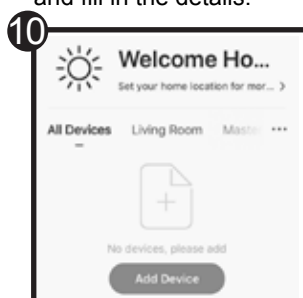 and fill in the details.
10
Welcome Ho...
Set your home location for mor... >
All Devices Living Room Maste ...
No devices, please add
Add Device